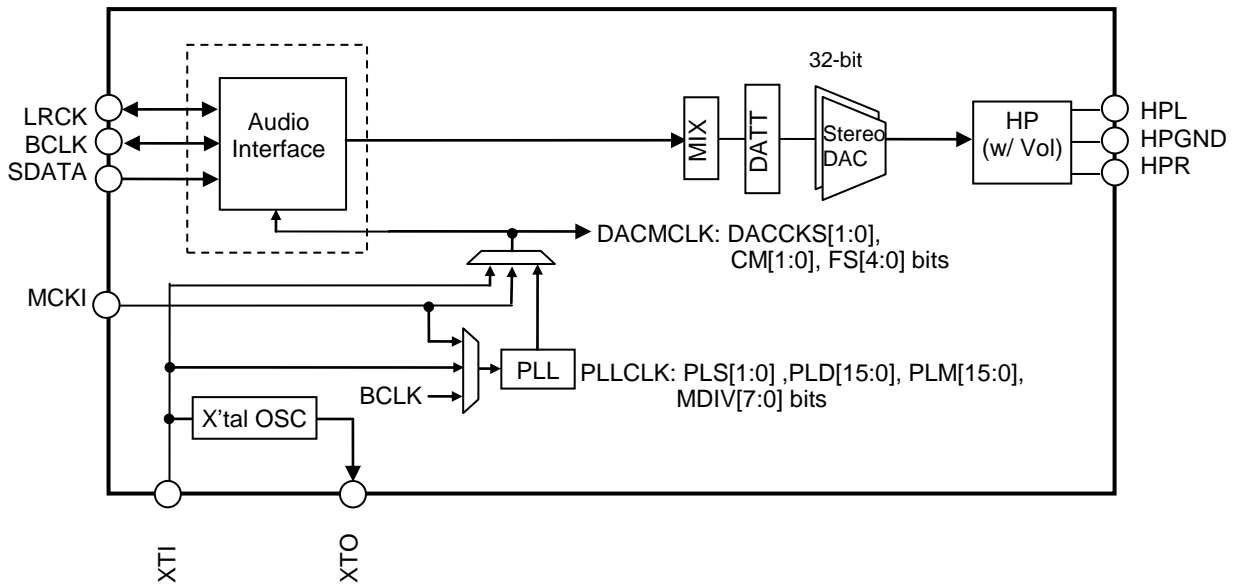 32-bit
LRCK
BCLK
SDATA
Audio
Interface
MIX
DATT
Stereo
DAC
HP
(w/ Vol)
HPL
HPGND
HPR
DACMCLK: DACCKS[1:0],
CM[1:0], FS[4:0] bits
MCKI
PLL
PLLCLK: PLS[1:0] ,PLD[15:0], PLM[15:0],
MDIV[7:0] bits
BCLK
X'tal OSC
XTI
XTO